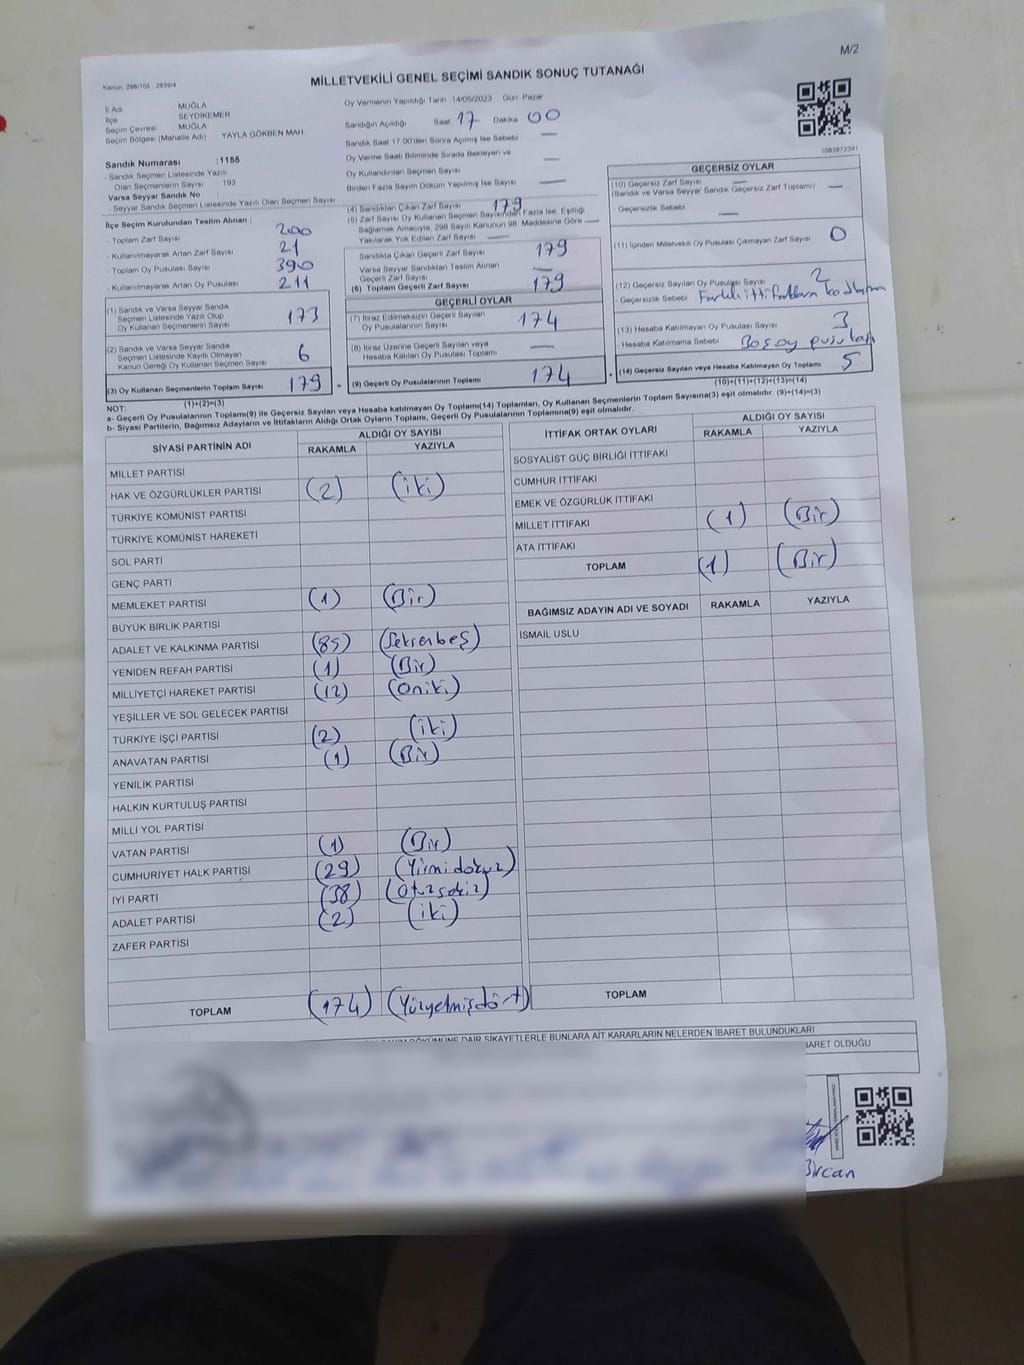 M/2
Kanun: 298/105 - 2839/4
MİLLETVEKİLİ GENEL SEÇİMİ SANDIK SONUÇ TUTANAĞI
İl Adı : MUĞLA
İlçe SEYDİKEMER
Seçim Çevresi : MUĞLA
Seçim Bölgesi (Mahalle Adı) YAYLA GÖKBEN MAH.
Sandık Numarası :1155
- Sandık Seçmen Listesinde Yazılı
Olan Seçmenlerin Sayısı : 193
Varsa Seyyar Sandık No
- Seyyar Sandık Seçmen Listesinde Yazılı Olan Seçmen Sayısı
Oy Vermenin Yapıldığı Tarih 14/05/2023 Gün Pazar
Sandığın Açıldığı Saat 17 Dakika 00
Sandık Saat 17.00'den Sonra Açılmış İse Sebebi —
Oy Verme Saati Bitiminde Sırada Bekleyen ve
Oy Kullandırılan Seçmen Sayısı —
Birden Fazla Sayım Döküm Yapılmış İse Sayısı —
1083872391
İlçe Seçim Kurulundan Teslim Alınan :
- Toplam Zarf Sayısı 200
- Kullanılmayarak Artan Zarf Sayısı 21
- Toplam Oy Pusulası Sayısı 390
- Kullanılmayarak Artan Oy Pusulası 211
(1) Sandık ve Varsa Seyyar Sandık
Seçmen Listesinde Yazılı Olup
Oy Kullanan Seçmenlerin Sayısı 173
(2) Sandık ve Varsa Seyyar Sandık
Seçmen Listesinde Kayıtlı Olmayan
Kanun Gereği Oy Kullanan Seçmen Sayısı 6
(3) Oy Kullanan Seçmenlerin Toplam Sayısı 179
(1)+(2)=(3)
(4) Sandıktan Çıkan Zarf Sayısı 179
(5) Zarf Sayısı Oy Kullanan Seçmen Sayısından Fazla İse, Eşitliği
Sağlamak Amacıyla, 298 Sayılı Kanunun 98. Maddesine Göre
Yakılarak Yok Edilen Zarf Sayısı —
Sandıkta Çıkan Geçerli Zarf Sayısı 179
Varsa Seyyar Sandıktan Teslim Alınan
Geçerli Zarf Sayısı —
(6) Toplam Geçerli Zarf Sayısı 179
GEÇERLİ OYLAR
(7) İtiraz Edilmeksizin Geçerli Sayılan
Oy Pusulalarının Sayısı 174
(8) İtiraz Üzerine Geçerli Sayılan veya
Hesaba Katılan Oy Pusulası Toplamı —
(9) Geçerli Oy Pusulalarının Toplamı 174
GEÇERSİZ OYLAR
(10) Geçersiz Zarf Sayısı —
(Sandık ve Varsa Seyyar Sandık Geçersiz Zarf Toplamı) —
Geçersizlik Sebebi: —
(11) İçinden Milletvekili Oy Pusulası Çıkmayan Zarf Sayısı 0
(12) Geçersiz Sayılan Oy Pusulası Sayısı 2
- Geçersizlik Sebebi Farklı ittifaklara
(13) Hesaba Katılmayan Oy Pusulası Sayısı 3
- Hesaba Katılmama Sebebi : Boş oy pusulası
(14) Geçersiz Sayılan veya Hesaba Katılmayan Oy Toplamı 5
(10)+(11)+(12)+(13)=(14)
NOT:
a- Geçerli Oy Pusulalarının Toplamı(9) ile Geçersiz Sayılan veya Hesaba katılmayan Oy Toplamı(14) Toplamları, Oy Kullanan Seçmenlerin Toplam Sayısına(3) eşit olmalıdır. (9)+(14)=(3)
b- Siyasi Partilerin, Bağımsız Adayların ve İttifakların Aldığı Ortak Oyların Toplamı, Geçerli Oy Pusulalarının Toplamına(9) eşit olmalıdır.
SİYASİ PARTİNİN ADI ALDIĞI OY SAYISI
RAKAMLA YAZIYLA
MİLLET PARTİSİ
HAK VE ÖZGÜRLÜKLER PARTİSİ (2) (iki)
TÜRKİYE KOMÜNİST PARTİSİ
TÜRKİYE KOMÜNİST HAREKETİ
SOL PARTİ
GENÇ PARTİ
MEMLEKET PARTİSİ (1) (Bir)
BÜYÜK BİRLİK PARTİSİ
ADALET VE KALKINMA PARTİSİ (85) (Seksenbeş)
YENİDEN REFAH PARTİSİ (1) (Bir)
MİLLİYETÇİ HAREKET PARTİSİ (12) (Oniki)
YEŞİLLER VE SOL GELECEK PARTİSİ
TÜRKİYE İŞÇİ PARTİSİ (2) (iki)
ANAVATAN PARTİSİ (1) (Bir)
YENİLİK PARTİSİ
HALKIN KURTULUŞ PARTİSİ
MİLLİ YOL PARTİSİ
VATAN PARTİSİ (1) (Bir)
CUMHURİYET HALK PARTİSİ (29) (Yirmidokuz)
İYİ PARTİ (38) (Otuzsekiz)
ADALET PARTİSİ (2) (iki)
ZAFER PARTİSİ
TOPLAM (174) (Yüzyetmişdört)
İTTİFAK ORTAK OYLARI ALDIĞI OY SAYISI
RAKAMLA YAZIYLA
SOSYALİST GÜÇ BİRLİĞİ İTTİFAKI
CUMHUR İTTİFAKI
EMEK VE ÖZGÜRLÜK İTTİFAKI
MİLLET İTTİFAKI (1) (Bir)
ATA İTTİFAKI
TOPLAM (1) (Bir)
BAĞIMSIZ ADAYIN ADI VE SOYADI RAKAMLA YAZIYLA
İSMAİL USLU
TOPLAM
DÖKÜMÜNE DAİR ŞİKAYETLERLE BUNLARA AİT KARARLARIN NELERDEN İBARET BULUNDUKLARI
İBARET OLDUĞU